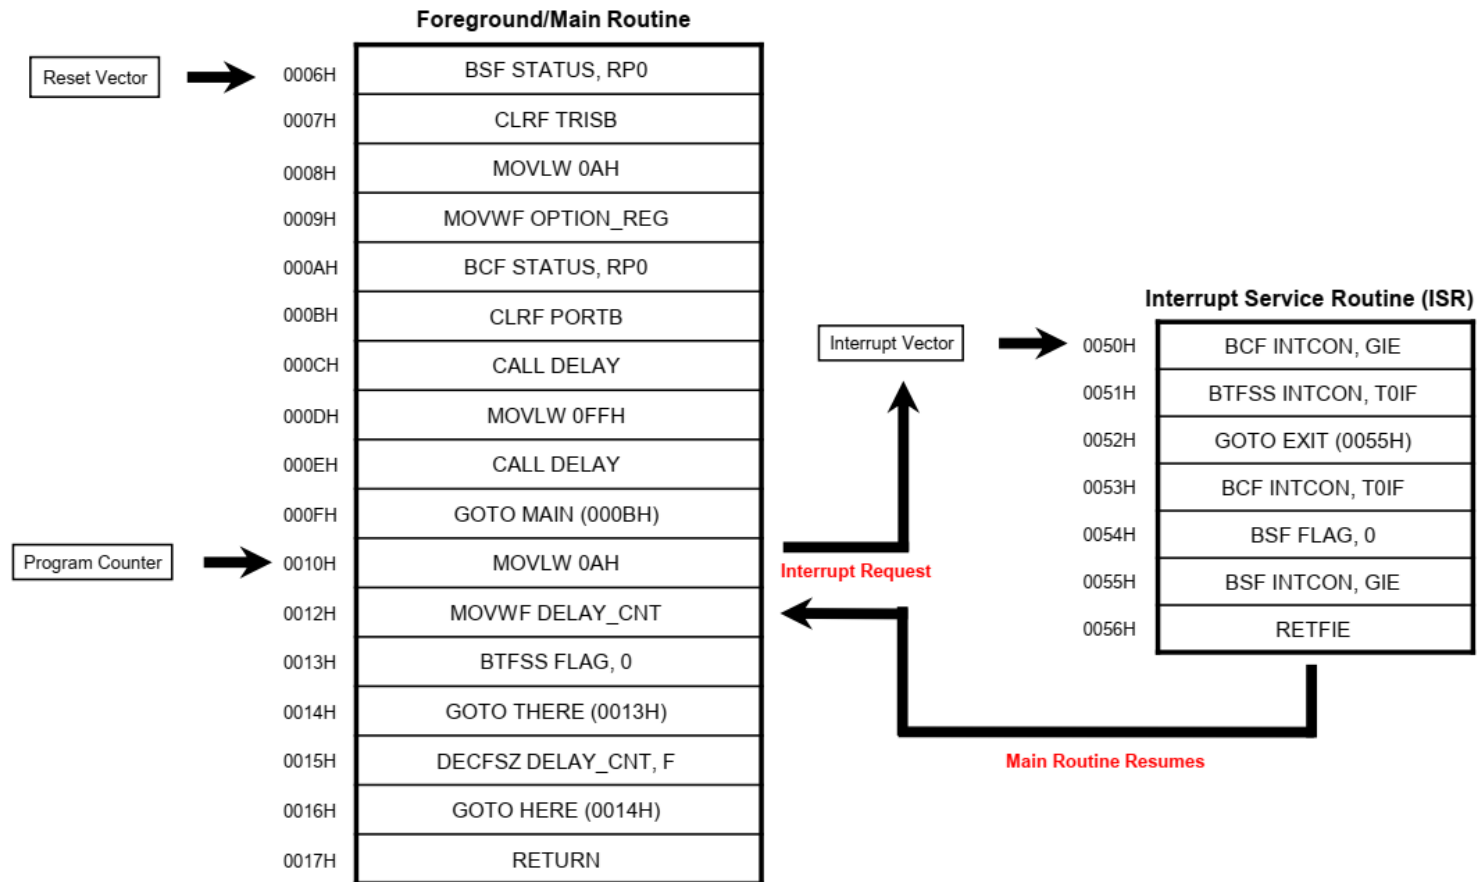 Foreground/Main Routine
Reset Vector
0006H BSF STATUS, RP0
0007H CLRF TRISB
0008H MOVLW 0AH
0009H MOVWF OPTION_REG
000AH BCF STATUS, RP0
000BH CLRF PORTB
000CH CALL DELAY
000DH MOVLW 0FFH
000EH CALL DELAY
000FH GOTO MAIN (000BH)
Program Counter
0010H MOVLW 0AH
0012H MOVWF DELAY_CNT
0013H BTFSS FLAG, 0
0014H GOTO THERE (0013H)
0015H DECFSZ DELAY_CNT, F
0016H GOTO HERE (0014H)
0017H RETURN
Interrupt Request
Main Routine Resumes
Interrupt Service Routine (ISR)
Interrupt Vector
0050H BCF INTCON, GIE
0051H BTFSS INTCON, T0IF
0052H GOTO EXIT (0055H)
0053H BCF INTCON, T0IF
0054H BSF FLAG, 0
0055H BSF INTCON, GIE
0056H RETFIE